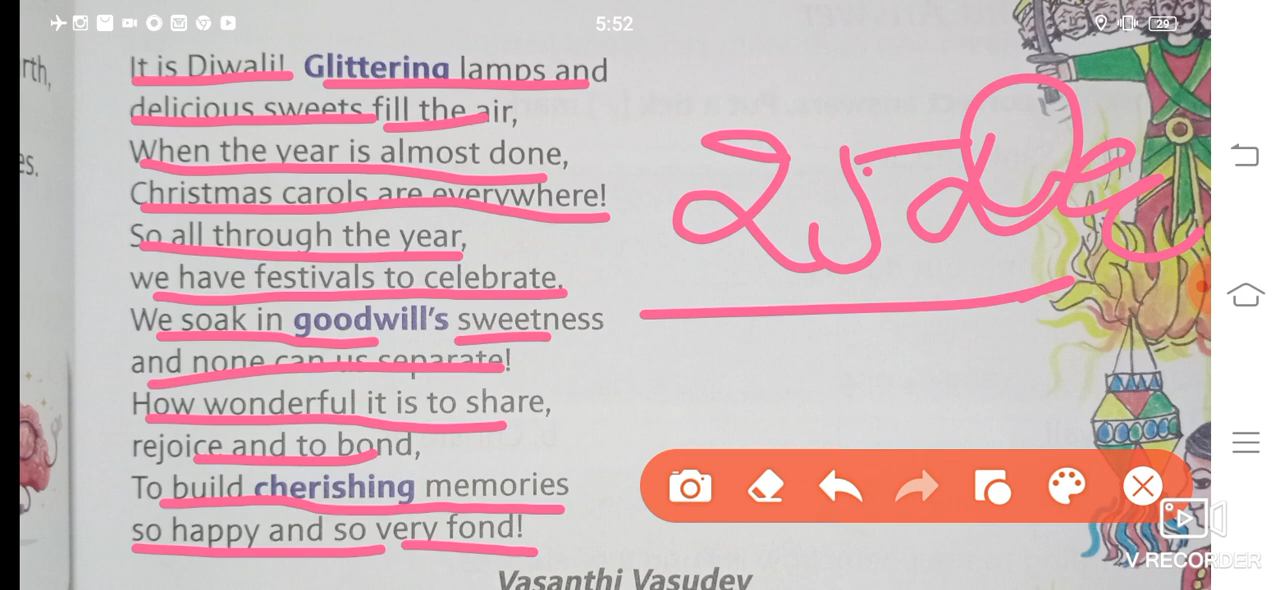 5:52
29
rth,
It is Diwali! Glittering lamps and
delicious sweets fill the air,
When the year is almost done,
es.
Christmas carols are everywhere!
So all through the year,
we have festivals to celebrate.
We soak in goodwill's sweetness
and none can us separate!
How wonderful it is to share,
rejoice and to bond,
To build cherishing memories
so happy and so very fond!
Vasanthi Vasudev
V RECORDER